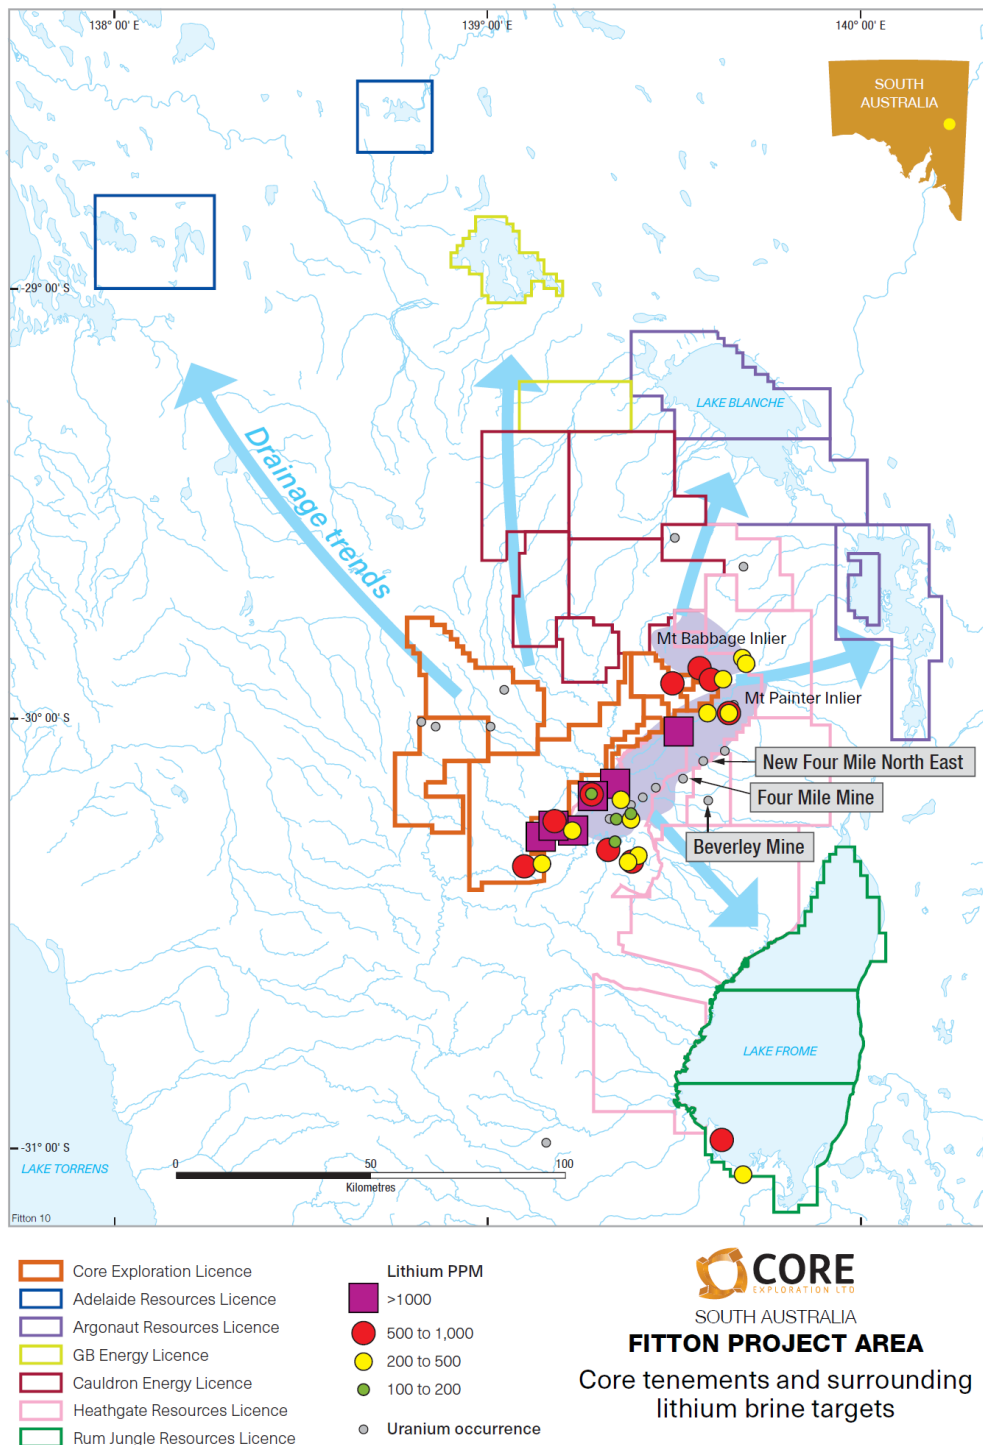 138° 00' E
139° 00' E
140° 00' E
SOUTH
AUSTRALIA
-29° 00' S
LAKE BLANCHE
Drainage trends
Mt Babbage Inlier
Mt Painter Inlier
-30° 00' S
New Four Mile North East
Four Mile Mine
Beverley Mine
LAKE FROME
-31° 00' S
LAKE TORRENS
0
50
100
Kilometres
Fitton 10
Core Exploration Licence
Adelaide Resources Licence
Argonaut Resources Licence
GB Energy Licence
Cauldron Energy Licence
Heathgate Resources Licence
Rum Jungle Resources Licence
Lithium PPM
>1000
500 to 1,000
200 to 500
100 to 200
Uranium occurrence
CORE
EXPLORATION LTD
SOUTH AUSTRALIA
FITTON PROJECT AREA
Core tenements and surrounding
lithium brine targets